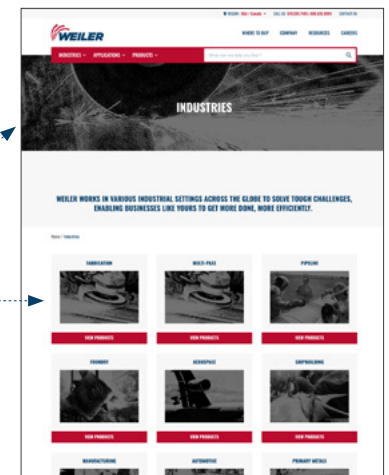 WEILER
WHERE TO BUY COMPANY RESOURCES CAREERS
INDUSTRIES APPLICATIONS PRODUCTS
INDUSTRIES
WEILER WORKS IN VARIOUS INDUSTRIAL SETTINGS ACROSS THE GLOBE TO SOLVE TOUGH CHALLENGES,
ENABLING BUSINESSES LIKE YOURS TO GET MORE DONE, MORE EFFICIENTLY.
Home / Industries
FABRICATION MULTI-PASS PIPELINE
VIEW PRODUCTS VIEW PRODUCTS VIEW PRODUCTS
FOUNDRY AEROSPACE SHIPBUILDING
VIEW PRODUCTS VIEW PRODUCTS VIEW PRODUCTS
MANUFACTURING AUTOMOTIVE PRIMARY METALS